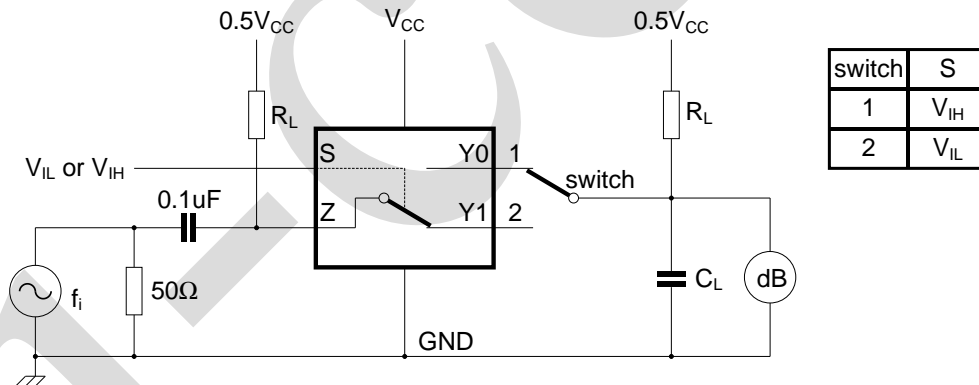 0.5VCC VCC 0.5VCC
switch S
1 VIH
2 VIL
RL RL
S Y0 1
VIL or VIH
switch
0.1uF
Z Y1 2
fi 50Ω
CL dB
GND